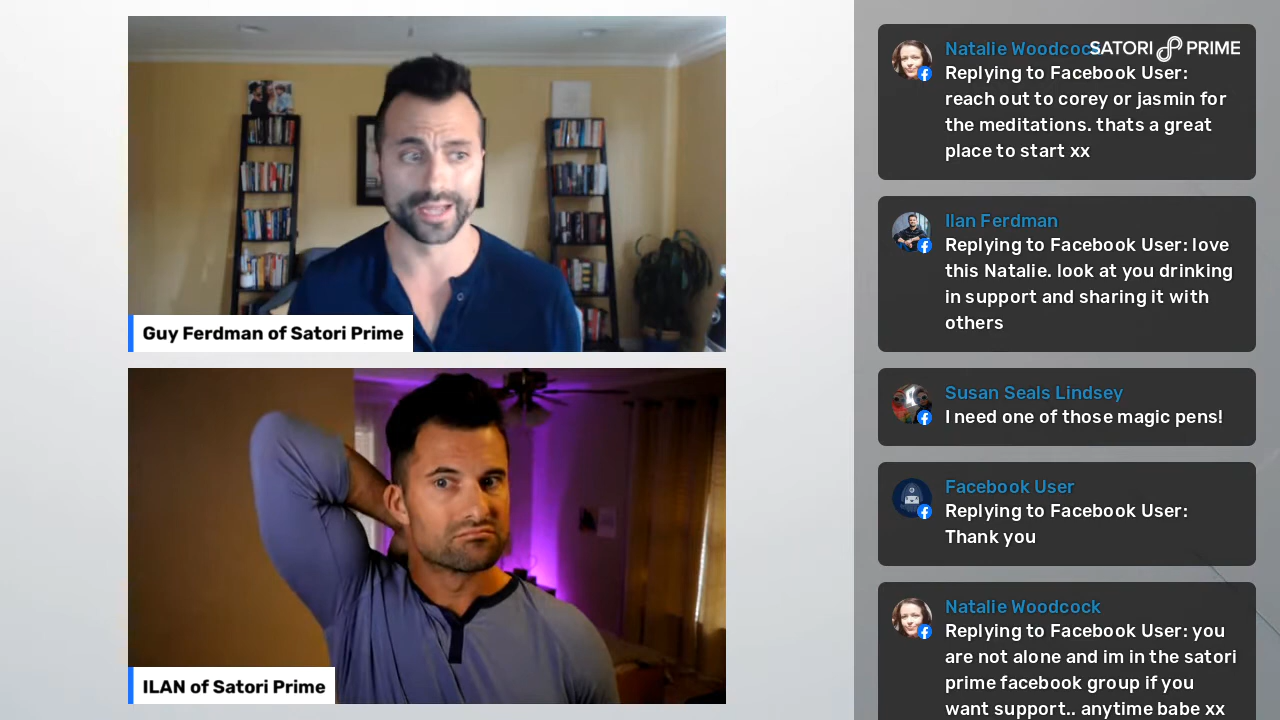 Guy Ferdman of Satori Prime
ILAN of Satori Prime
SATORI PRIME
Natalie Woodcock
Replying to Facebook User:
reach out to corey or jasmin for
the meditations. thats a great
place to start xx
Ilan Ferdman
Replying to Facebook User: love
this Natalie. look at you drinking
in support and sharing it with
others
Susan Seals Lindsey
I need one of those magic pens!
Facebook User
Replying to Facebook User:
Thank you
Natalie Woodcock
Replying to Facebook User: you
are not alone and im in the satori
prime facebook group if you
want support.. anytime babe xx